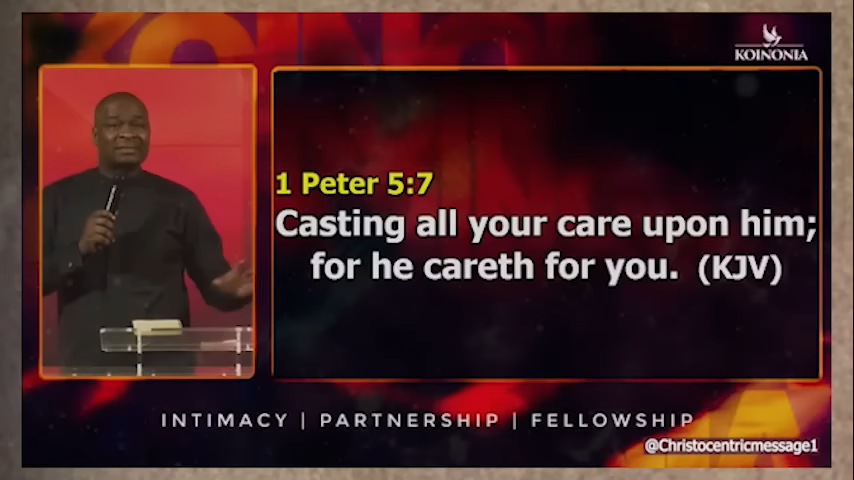 KOINONIA
1 Peter 5:7
Casting all your care upon him;
for he careth for you. (KJV)
INTIMACY | PARTNERSHIP | FELLOWSHIP
@Christocentricmessage1